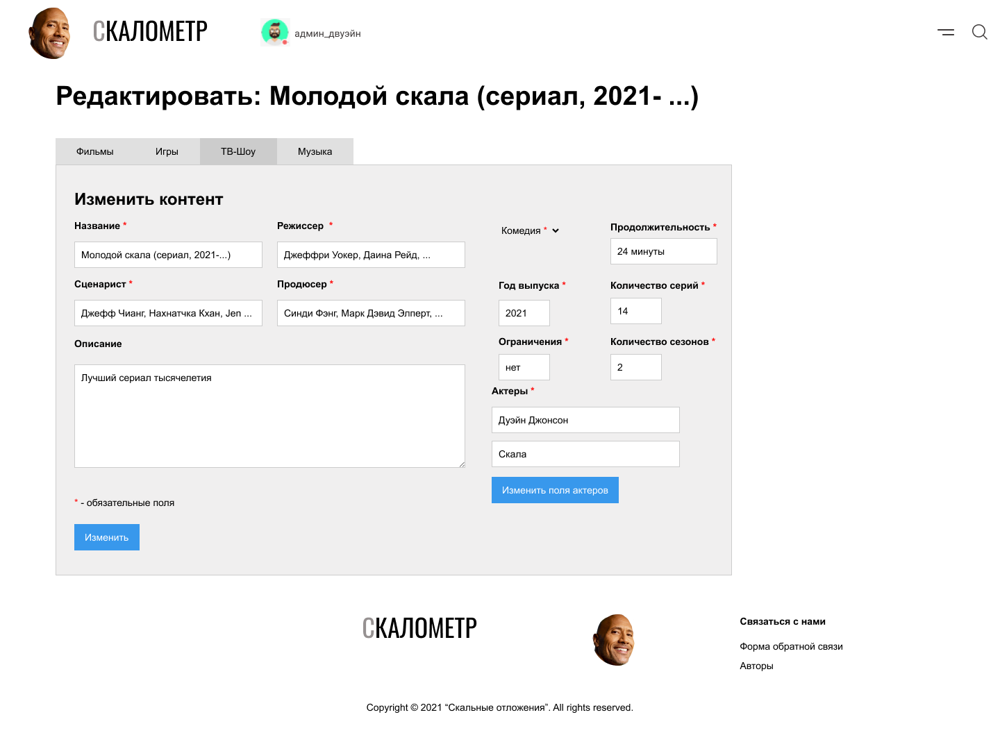 СКАЛОМЕТР
админ_двуэйн
Редактировать: Молодой скала (сериал, 2021- ...)
Фильмы
Игры
ТВ-Шоу
Музыка
Изменить контент
Название *
Молодой скала (сериал, 2021-...)
Режиссер *
Джеффри Уокер, Даина Рейд, ...
Сценарист *
Джефф Чианг, Нахнатчка Кхан, Jen ...
Продюсер *
Синди Фэнг, Марк Дэвид Элперт, ...
Описание
Лучший сериал тысячелетия
* - обязательные поля
Изменить
Комедия *
Продолжительность *
24 минуты
Год выпуска *
2021
Количество серий *
14
Ограничения *
нет
Количество сезонов *
2
Актеры *
Дуэйн Джонсон
Скала
Изменить поля актеров
СКАЛОМЕТР
Связаться с нами
Форма обратной связи
Авторы
Copyright © 2021 “Скальные отложения”. All rights reserved.